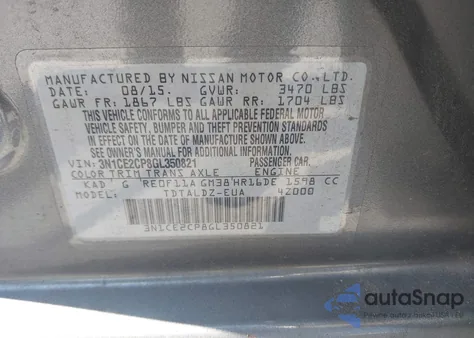 MANUFACTURED BY NISSAN MOTOR CO.,LTD.
DATE: 08/15. GVWR: 3470 LBS
GAWR FR: 1867 LBS GAWR RR: 1704 LBS
THIS VEHICLE CONFORMS TO ALL APPLICABLE FEDERAL MOTOR
VEHICLE SAFETY, BUMPER AND THEFT PREVENTION STANDARDS
IN EFFECT ON THE DATE OF MANUFACTURE SHOWN ABOVE.
SEE OWNER'S MANUAL FOR ADDITIONAL INFORMATION.
VIN: 3N1CE2CP8GL350821 PASSENGER CAR
COLOR TRIM TRANS AXLE ENGINE
KAD G RE0F11A GM38 HR16DE 1598 CC
TDTALDZ-EUA 42000
3N1CE2CP8GL350821
autoSnap